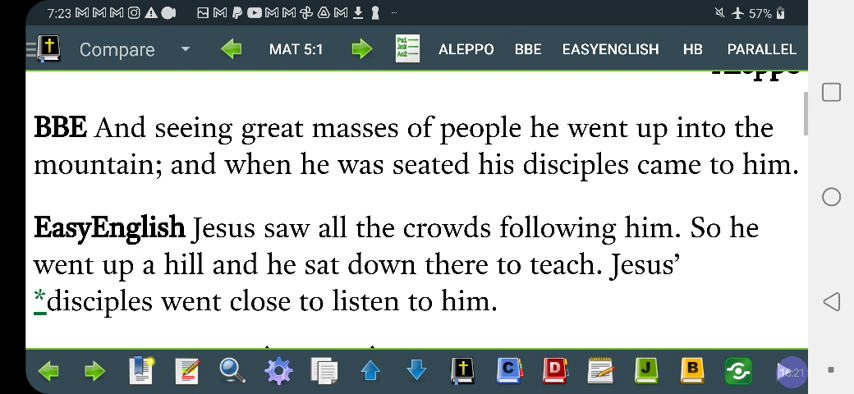 7:23 57%
Compare MAT 5:1 ALEPPO BBE EASYENGLISH HB PARALLEL
Aleppo
BBE And seeing great masses of people he went up into the
mountain; and when he was seated his disciples came to him.
EasyEnglish Jesus saw all the crowds following him. So he
went up a hill and he sat down there to teach. Jesus’
*disciples went close to listen to him.
C D J B